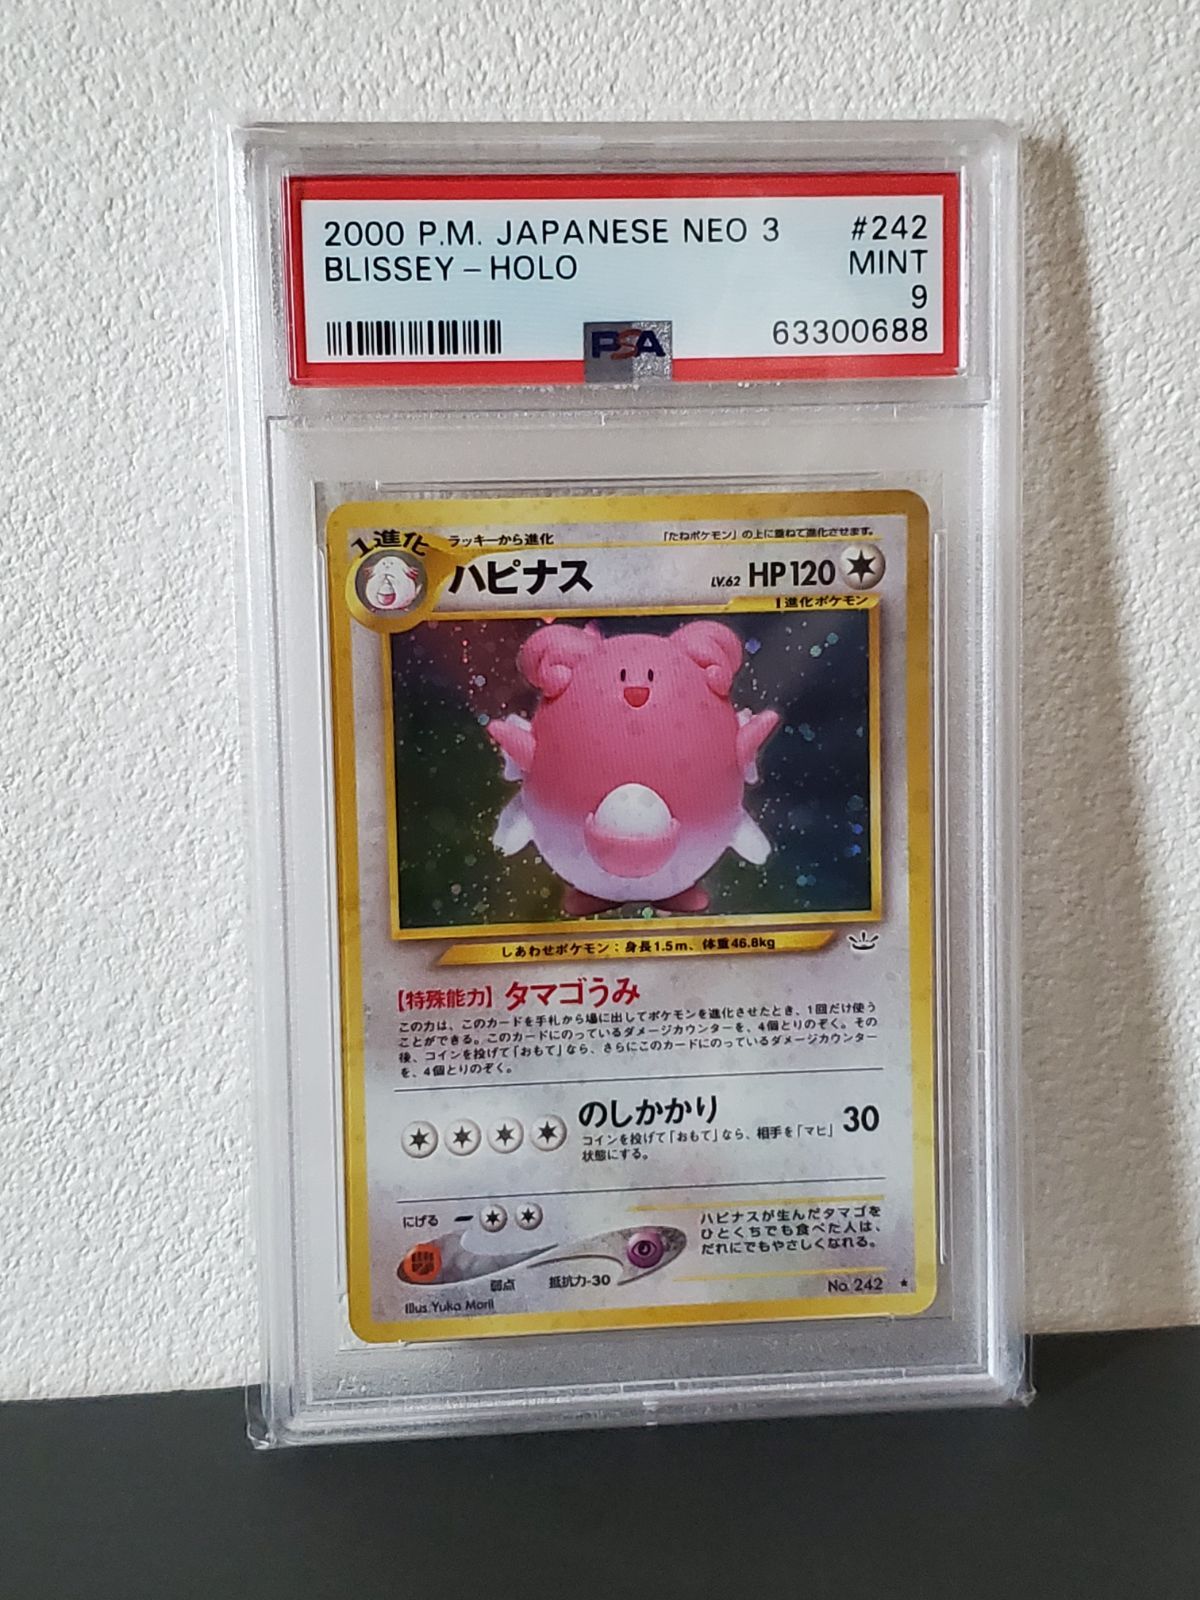 2000 P.M. JAPANESE NEO 3 #242
BLISSEY – HOLO MINT
9
63300688
PSA
1進化
ラッキーから進化
「たねポケモン」の上に重ねて進化させます。
ハピナス LV.62 HP120
1進化ポケモン
しあわせポケモン：身長1.5m、体重46.8kg
【特殊能力】タマゴうみ
この力は、このカードを手札から場に出してポケモンを進化させたとき、1回だけ使う
ことができる。このカードにのっているダメージカウンターを、4個とりのぞく。その
後、コインを投げて「おもて」なら、さらにこのカードにのっているダメージカウンター
を、4個とりのぞく。
のしかかり 30
コインを投げて「おもて」なら、相手を「マヒ」
状態にする。
にげる
弱点 抵抗力-30
ハピナスが生んだタマゴを
ひとくちでも食べた人は、
だれにでもやさしくなれる。
Illus. Yuka Morii
No. 242 ★